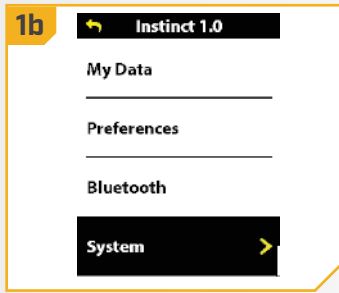 1b
Instinct 1.0
My Data
Preferences
Bluetooth
System